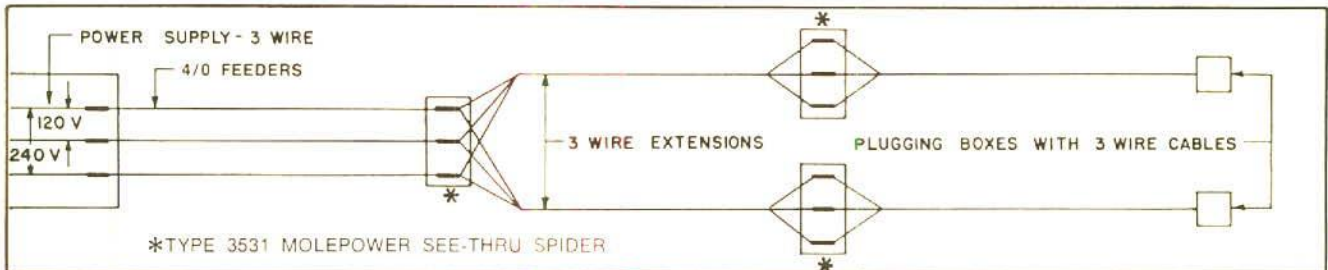 *
POWER SUPPLY - 3 WIRE
4/0 FEEDERS
120 V
240 V
3 WIRE EXTENSIONS
PLUGGING BOXES WITH 3 WIRE CABLES
*
*TYPE 3531 MOLEPOWER SEE-THRU SPIDER
*